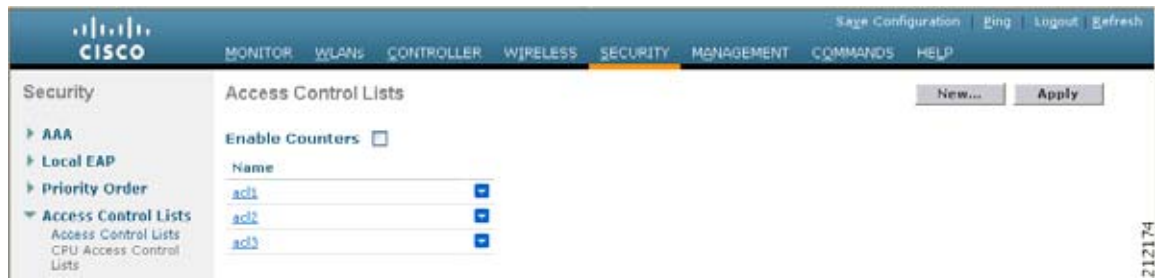 Save Configuration Ping Logout Refresh
CISCO
MONITOR WLANs CONTROLLER WIRELESS SECURITY MANAGEMENT COMMANDS HELP
Security
Access Control Lists
New... Apply
AAA
Local EAP
Priority Order
Access Control Lists
Access Control Lists
CPU Access Control
Lists
Enable Counters
Name
acl1
acl2
acl3
212174